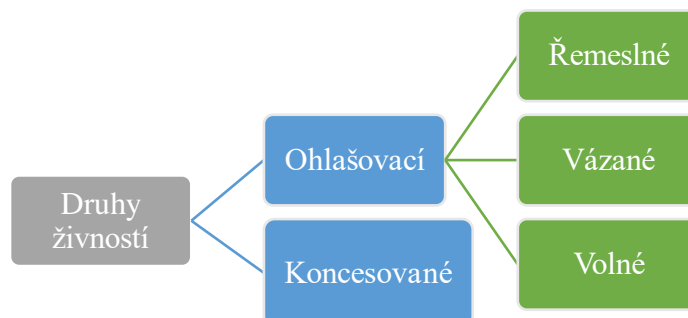 Druhy
živností
Ohlašovací
Koncesované
Řemeslné
Vázané
Volné